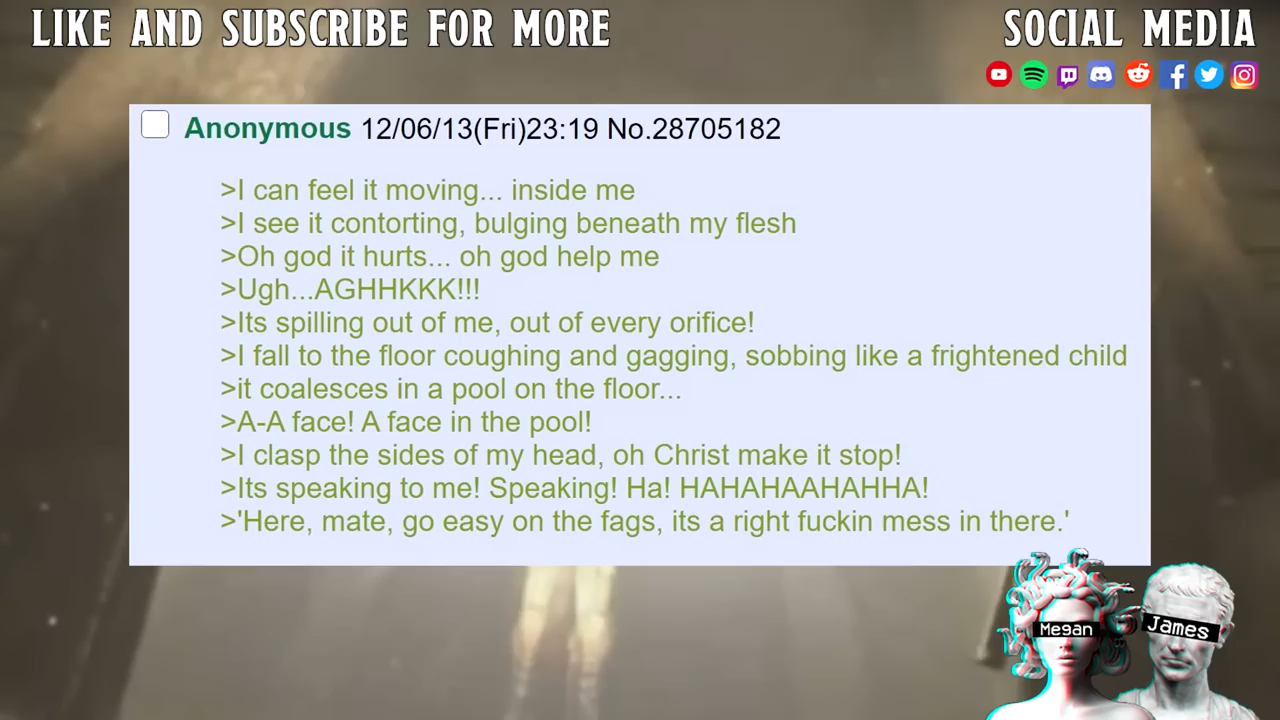 LIKE AND SUBSCRIBE FOR MORE
SOCIAL MEDIA
Anonymous 12/06/13(Fri)23:19 No.28705182
>I can feel it moving... inside me
>I see it contorting, bulging beneath my flesh
>Oh god it hurts... oh god help me
>Ugh...AGHHKKK!!!
>Its spilling out of me, out of every orifice!
>I fall to the floor coughing and gagging, sobbing like a frightened child
>it coalesces in a pool on the floor...
>A-A face! A face in the pool!
>I clasp the sides of my head, oh Christ make it stop!
>Its speaking to me! Speaking! Ha! HAHAHAAHAHHA!
>'Here, mate, go easy on the fags, its a right fuckin mess in there.'
Megan
James